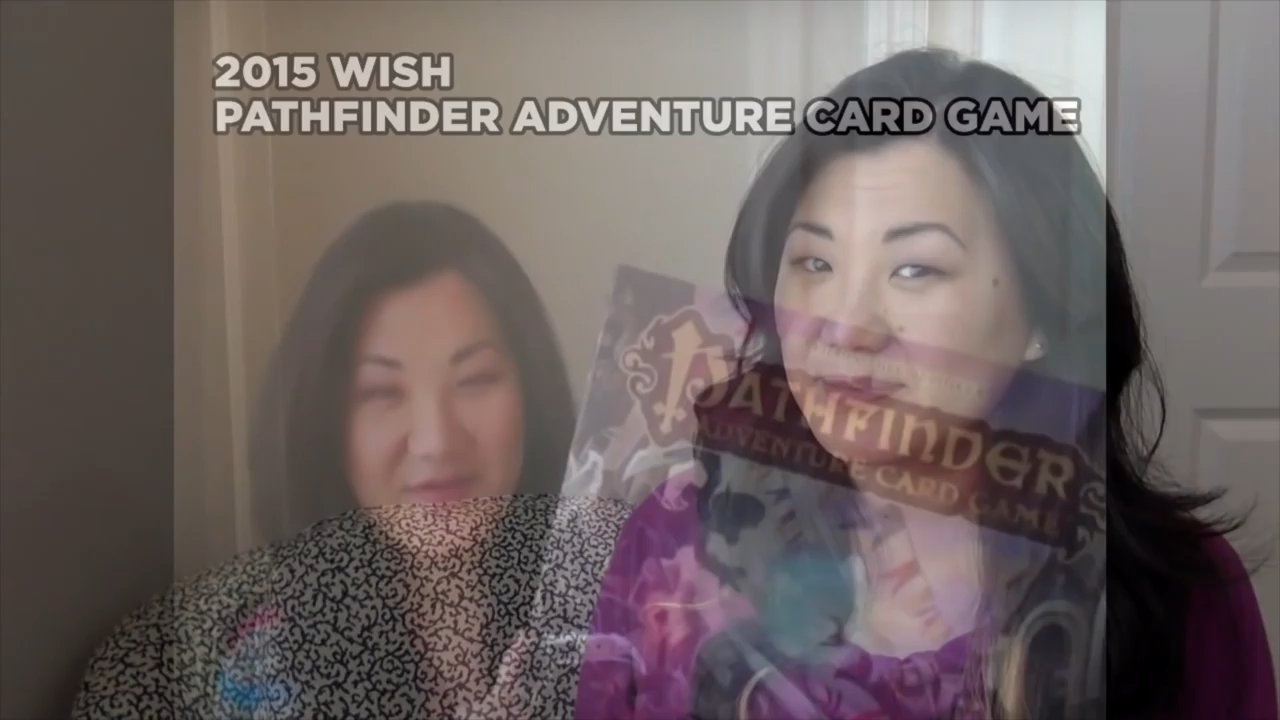 2015 WISH
PATHFINDER ADVENTURE CARD GAME
PATHFINDER
ADVENTURE CARD GAME